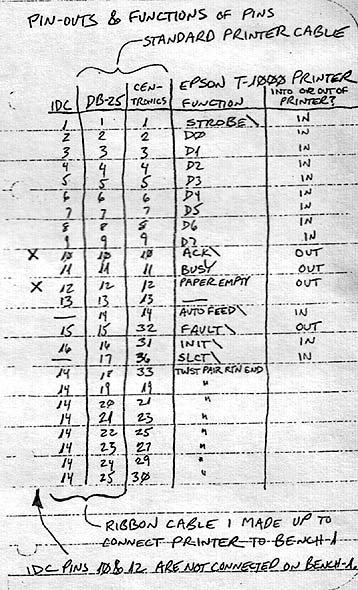 PIN-OUTS & FUNCTIONS OF PINS
STANDARD PRINTER CABLE
IDC DB-25 CEN-TRONICS EPSON T-1000 PRINTER FUNCTION INTO OR OUT OF PRINTER?
1 1 1 STROBE\ IN
2 2 2 D0 IN
3 3 3 D1 IN
4 4 4 D2 IN
5 5 5 D3 IN
6 6 6 D4 IN
7 7 7 D5 IN
8 8 8 D6 IN
9 9 9 D7 IN
X 10 10 10 ACK\ OUT
11 11 11 BUSY OUT
X 12 12 12 PAPER EMPTY OUT
13 13 13 —
— 14 14 AUTO FEED\ IN
15 15 32 FAULT\ OUT
16 16 31 INIT\ IN
— 17 36 SLCT\ IN
14 18 33 TWST PAIR RTN END
14 19 19 "
14 20 21 "
14 21 23 "
14 22 25 "
14 23 27 "
14 24 29 "
14 25 30 "
RIBBON CABLE I MADE UP TO
CONNECT PRINTER TO BENCH-1
IDC PINS 10 & 12 ARE NOT CONNECTED ON BENCH-1.